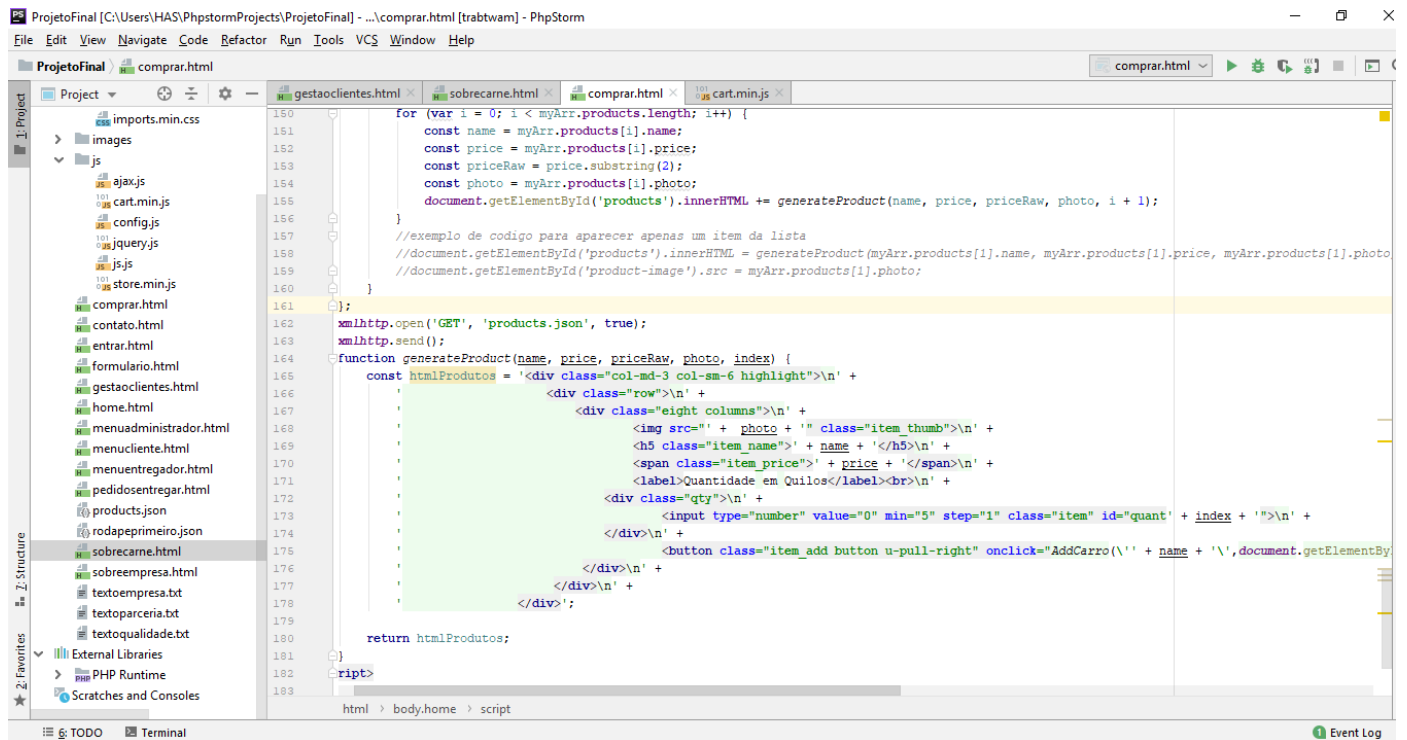 PS ProjetoFinal [C:\Users\HAS\PhpstormProjects\ProjetoFinal] - ...\comprar.html [trabtwam] - PhpStorm
File Edit View Navigate Code Refactor Run Tools VCS Window Help
ProjetoFinal comprar.html
comprar.html
1: Project
Project
gestaoclientes.html
sobrecarne.html
comprar.html
cart.min.js
imports.min.css
images
js
ajax.js
cart.min.js
config.js
jquery.js
js.js
store.min.js
comprar.html
contato.html
entrar.html
formulario.html
gestaoclientes.html
home.html
menuadministrador.html
menucliente.html
menuentregador.html
pedidosentregar.html
products.json
rodapeprimeiro.json
sobrecarne.html
sobreempresa.html
textoempresa.txt
textoparceria.txt
textoqualidade.txt
External Libraries
PHP Runtime
Scratches and Consoles
150 for (var i = 0; i < myArr.products.length; i++) {
151 const name = myArr.products[i].name;
152 const price = myArr.products[i].price;
153 const priceRaw = price.substring(2);
154 const photo = myArr.products[i].photo;
155 document.getElementById('products').innerHTML += generateProduct(name, price, priceRaw, photo, i + 1);
156 }
157 //exemplo de codigo para aparecer apenas um item da lista
158 //document.getElementById('products').innerHTML = generateProduct(myArr.products[1].name, myArr.products[1].price, myArr.products[1].photo
159 //document.getElementById('product-image').src = myArr.products[1].photo;
160 }
161 };
162 xmlhttp.open('GET', 'products.json', true);
163 xmlhttp.send();
164 function generateProduct(name, price, priceRaw, photo, index) {
165 const htmlProdutos = '<div class="col-md-3 col-sm-6 highlight">\n' +
166 ' <div class="row">\n' +
167 ' <div class="eight columns">\n' +
168 ' <img src="' + photo + '" class="item_thumb">\n' +
169 ' <h5 class="item_name">' + name + '</h5>\n' +
170 ' <span class="item_price">' + price + '</span>\n' +
171 ' <label>Quantidade em Quilos</label><br>\n' +
172 ' <div class="qty">\n' +
173 ' <input type="number" value="0" min="5" step="1" class="item" id="quant' + index + '">\n' +
174 ' </div>\n' +
175 ' <button class="item_add button u-pull-right" onclick="AddCarro(\'' + name + '\',document.getElementBy
176 ' </div>\n' +
177 ' </div>\n' +
178 ' </div>';
179
180 return htmlProdutos;
181 }
182 ript>
183
html › body.home › script
Z: Structure
2: Favorites
6: TODO Terminal
1 Event Log